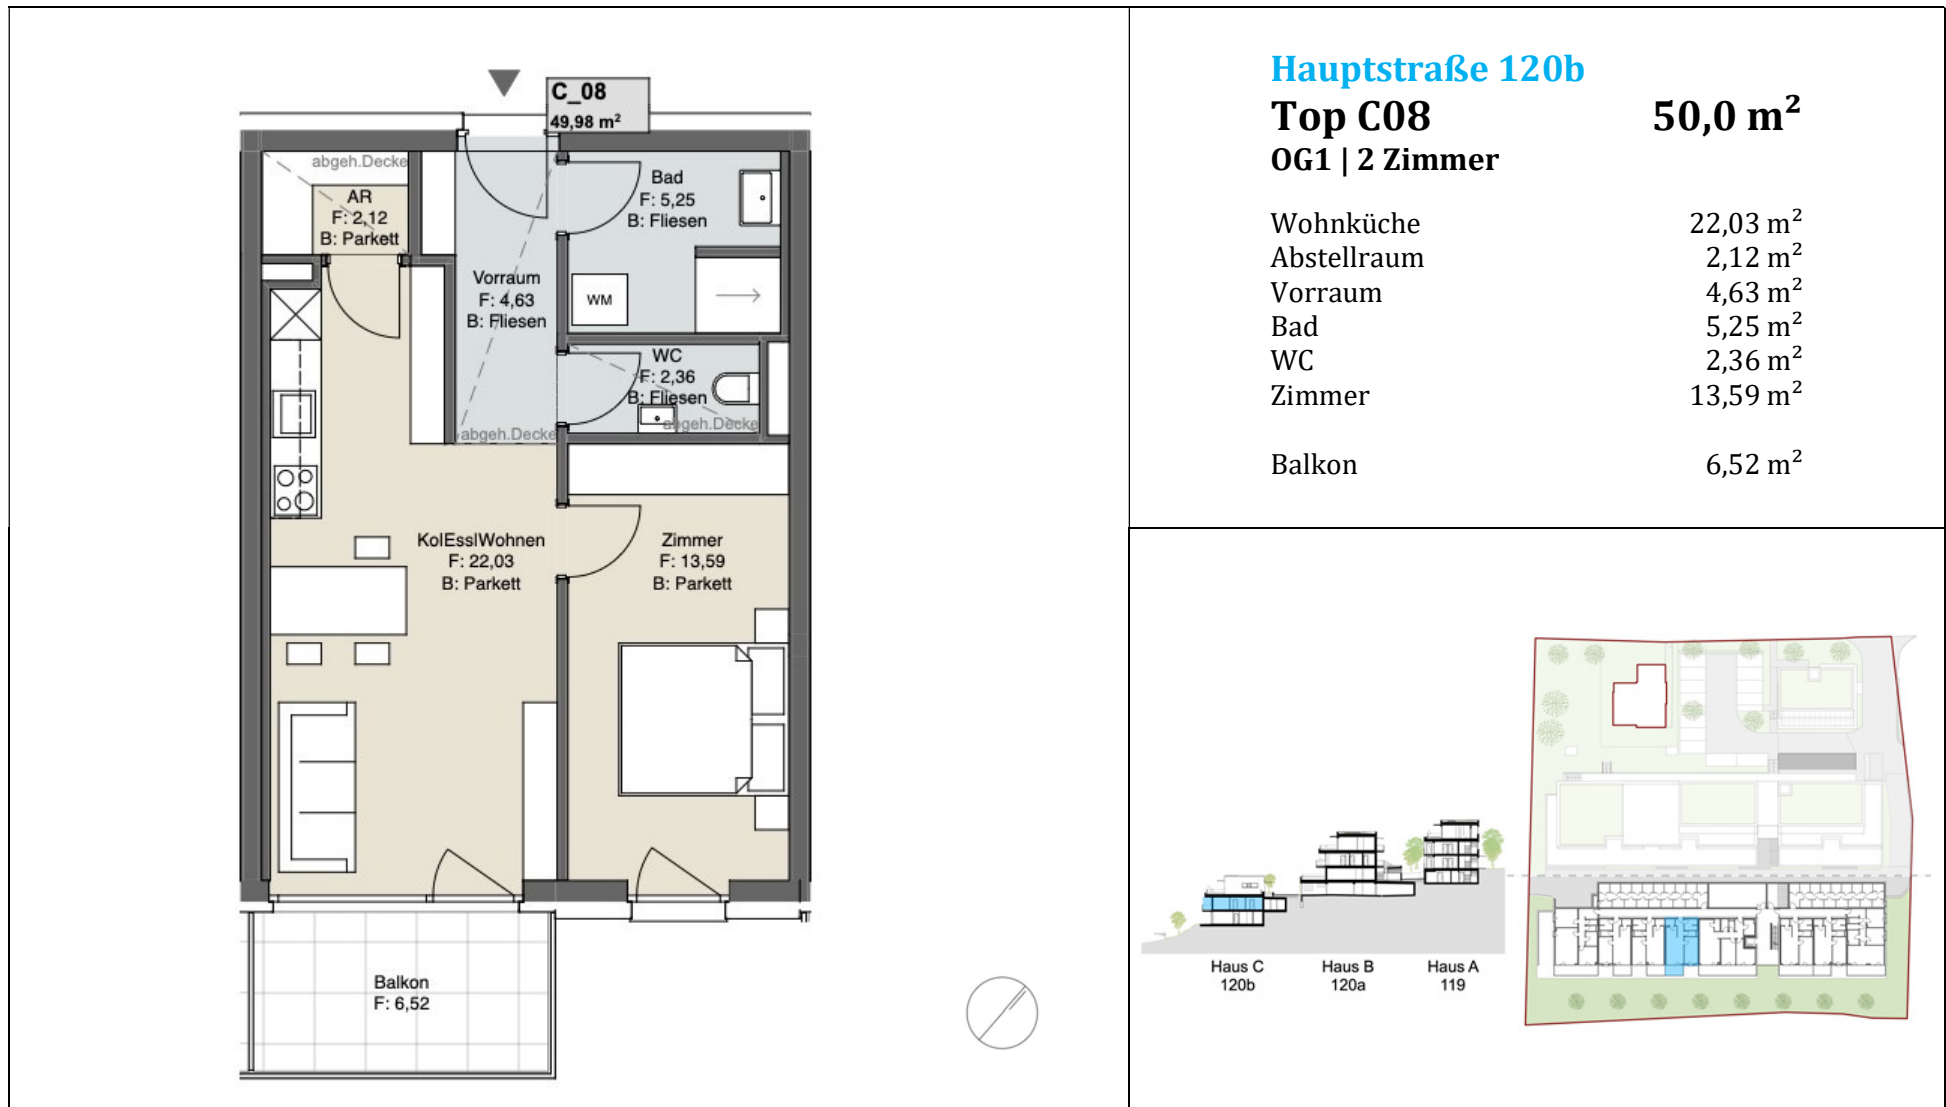 C_08
49,98 m²
abgeh.Decke
AR
F: 2,12
B: Parkett
Bad
F: 5,25
B: Fliesen
Vorraum
F: 4,63
B: Fliesen
WM
WC
F: 2,36
B: Fliesen
abgeh.Decke
abgeh.Decke
KolEsslWohnen
F: 22,03
B: Parkett
Zimmer
F: 13,59
B: Parkett
Balkon
F: 6,52
Hauptstraße 120b
Top C08 50,0 m²
OG1 | 2 Zimmer
Wohnküche 22,03 m²
Abstellraum 2,12 m²
Vorraum 4,63 m²
Bad 5,25 m²
WC 2,36 m²
Zimmer 13,59 m²
Balkon 6,52 m²
Haus C
120b
Haus B
120a
Haus A
119